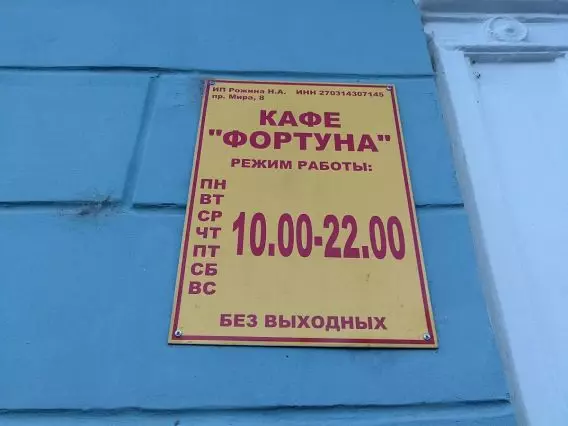 ИП Рожина Н.А. ИНН 270314307145
пр. Мира, 8
КАФЕ
"ФОРТУНА"
РЕЖИМ РАБОТЫ:
ПН
ВТ
СР
ЧТ
ПТ
СБ
ВС
10.00-22.00
БЕЗ ВЫХОДНЫХ